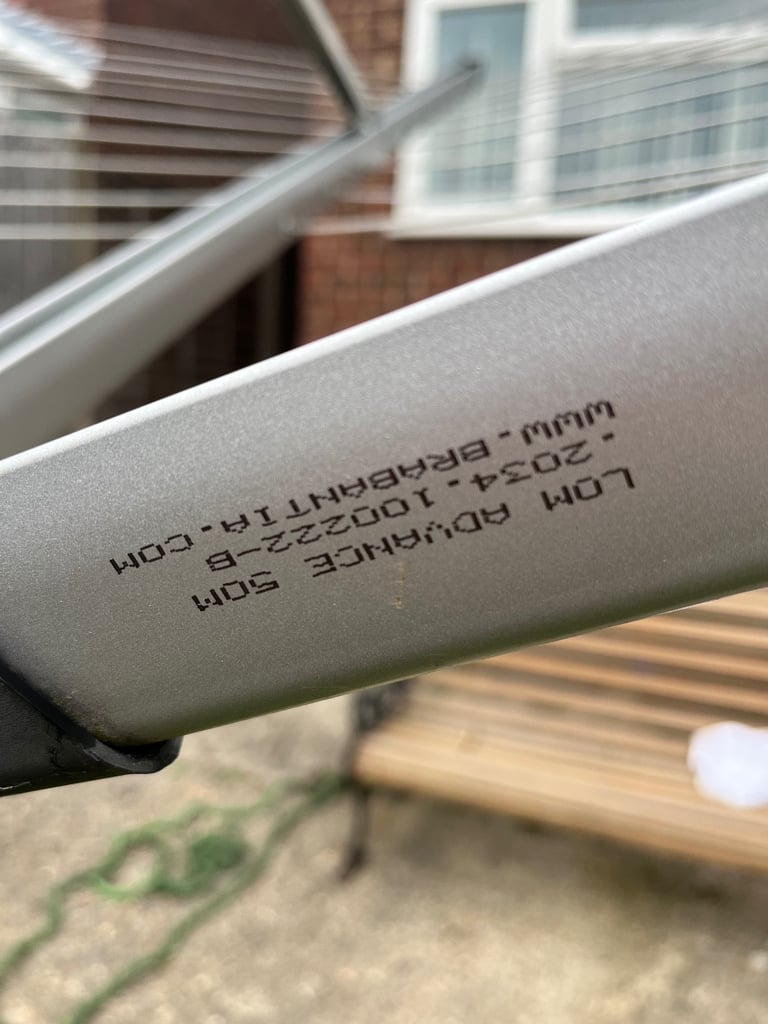 LOM ADVANCE 50M
.2034.100222-B
WWW.BRABANTIA.COM